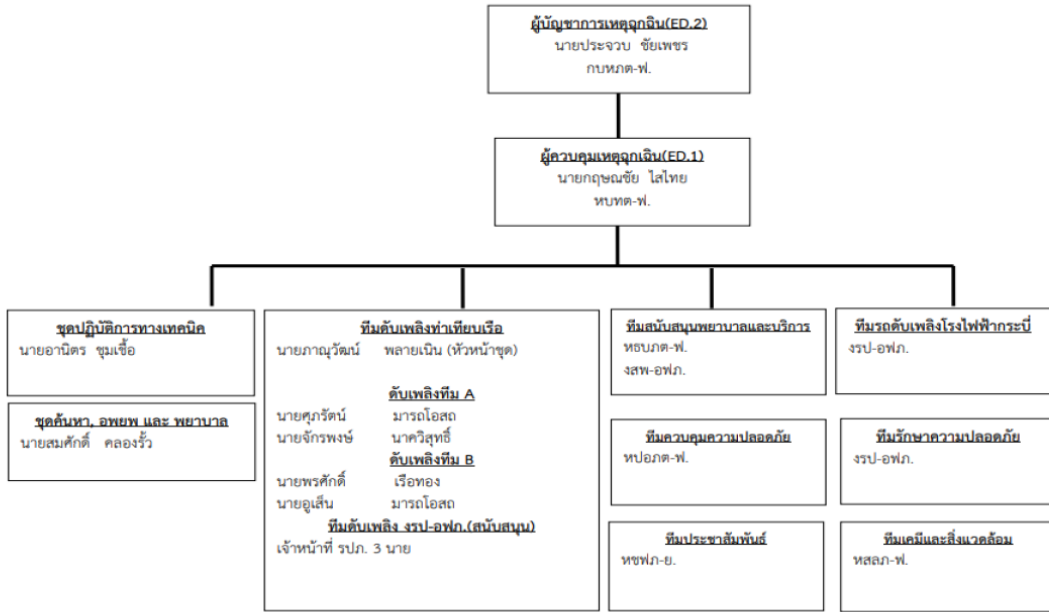 ผู้บัญชาการเหตุฉุกฉิน(ED.2)
นายประจวบ ชัยเพชร
กบหภต-ฟ.
ผู้ควบคุมเหตุฉุกเฉิน(ED.1)
นายกฤษณชัย ไสไทย
หบทต-ฟ.
ชุดปฏิบัติการทางเทคนิค
นายอานิตร ชุมเชื้อ
ชุดค้นหา, อพยพ และ พยาบาล
นายสมศักดิ์ คลองรั้ว
ทีมดับเพลิงท่าเทียบเรือ
นายภาณุวัฒน์ พลายเนิน (หัวหน้าชุด)
ดับเพลิงทีม A
นายศุภรัตน์ มารถโอสถ
นายจักรพงษ์ นาควิสุทธิ์
ดับเพลิงทีม B
นายพรศักดิ์ เรือทอง
นายอูเส็น มารถโอสถ
ทีมดับเพลิง งรป-อฟภ.(สนับสนุน)
เจ้าหน้าที่ รปภ. 3 นาย
ทีมสนับสนุนพยาบาลและบริการ
หธบภต-ฟ.
งสพ-อฟภ.
ทีมควบคุมความปลอดภัย
หปอภต-ฟ.
ทีมประชาสัมพันธ์
หชฟภ-ย.
ทีมรถดับเพลิงโรงไฟฟ้ากระบี่
งรป-อฟภ.
ทีมรักษาความปลอดภัย
งรป-อฟภ.
ทีมเคมีและสิ่งแวดล้อม
หสลภ-ฟ.